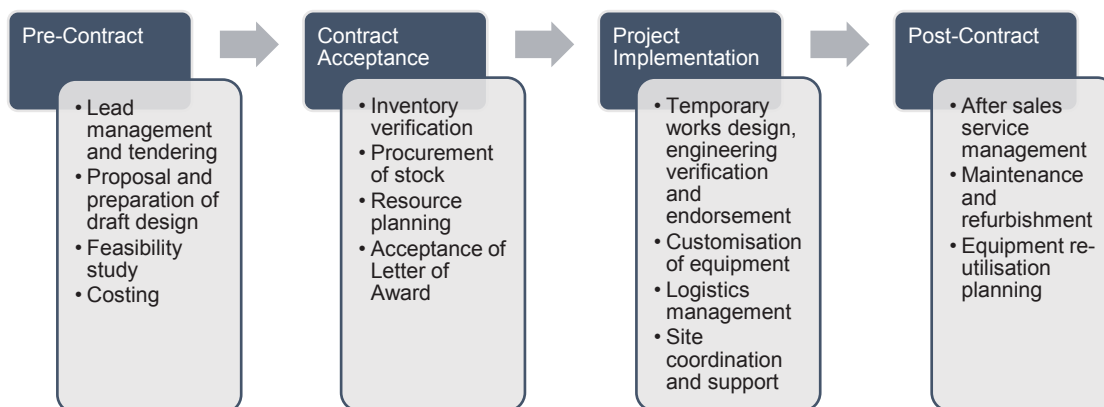 Pre-Contract
• Lead
management
and tendering
• Proposal and
preparation of
draft design
• Feasibility
study
• Costing
Contract
Acceptance
• Inventory
verification
• Procurement
of stock
• Resource
planning
• Acceptance of
Letter of
Award
Project
Implementation
• Temporary
works design,
engineering
verification
and
endorsement
• Customisation
of equipment
• Logistics
management
• Site
coordination
and support
Post-Contract
• After sales
service
management
• Maintenance
and
refurbishment
• Equipment re-
utilisation
planning